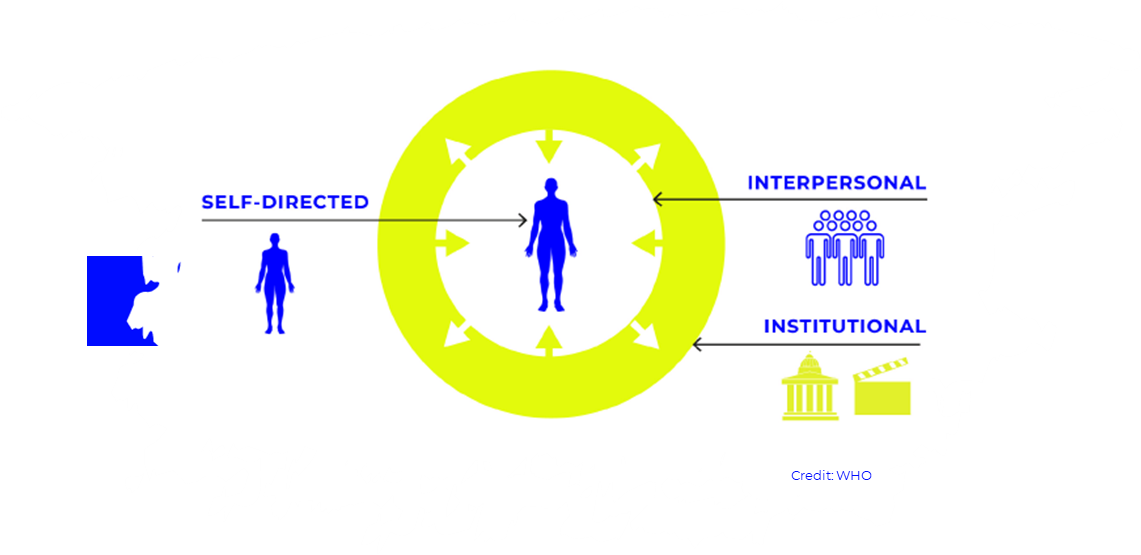 SELF-DIRECTED
INTERPERSONAL
INSTITUTIONAL
Credit: WHO